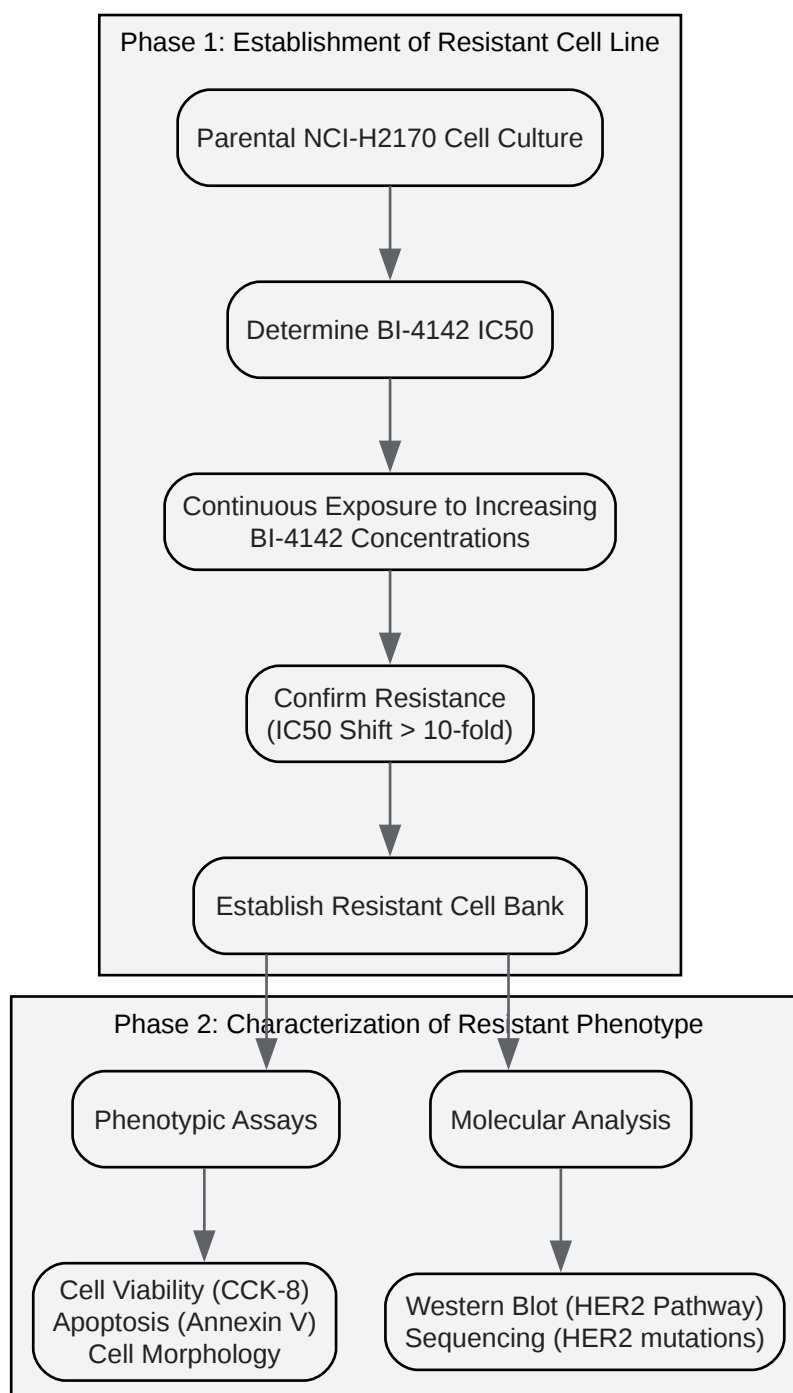 Phase 1: Establishment of Resistant Cell Line
Parental NCI-H2170 Cell Culture
Determine BI-4142 IC50
Continuous Exposure to Increasing
BI-4142 Concentrations
Confirm Resistance
(IC50 Shift > 10-fold)
Establish Resistant Cell Bank
Phase 2: Characterization of Resistant Phenotype
Phenotypic Assays
Molecular Analysis
Cell Viability (CCK-8)
Apoptosis (Annexin V)
Cell Morphology
Western Blot (HER2 Pathway)
Sequencing (HER2 mutations)